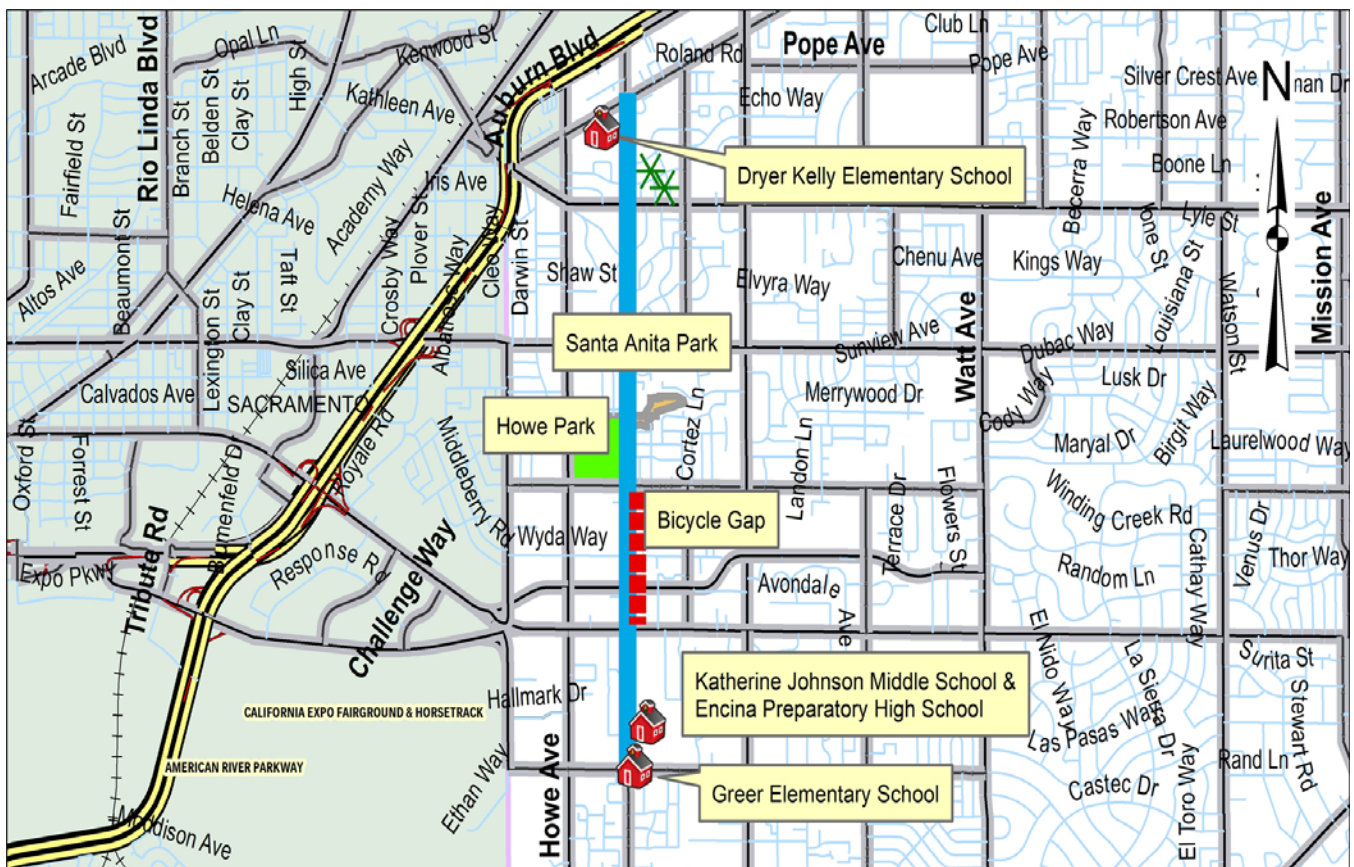 Arcade Blvd
Rio Linda Blvd
Opal Ln
High St
Kenwood St
Kathleen Ave
Auburn Blvd
Roland Rd
Pope Ave
Club Ln
Pope Ave
Silver Crest Ave
N
nan Dr
Echo Way
Robertson Ave
Boone Ln
Becerra Way
Fairfield St
Branch St
Belden St
Clay St
Helena Ave
Academy Way
Iris Ave
Dryer Kelly Elementary School
Lyle St
Mission Ave
Altos Ave
Beaumont St
Lexington St
Clay St
Taft St
Crosby Way
Plover St
Albatross Way
Cleo Way
Darwin St
Shaw St
Elvyra Way
Chenu Ave
Kings Way
Yone St
Louisiana St
Watson St
Santa Anita Park
Sunview Ave
Watt Ave
Dubac Way
Silica Ave
Calvados Ave
SACRAMENTO
Royale Rd
Merrywood Dr
Lusk Dr
Cody Way
Howe Park
Cortez Ln
Landon Ln
Maryal Dr
Birgit Way
Laurelwood Way
Oxford St
Forrest St
Middleberry Rd
Blumenfeld D
Bicycle Gap
Terrace Dr
Flowers St
Winding Creek Rd
Wyda Way
Tribute Rd
Expo Pkwy
Response Rd
Challenge Way
Avondale
Ave
Random Ln
Cathay Way
Venus Dr
Thor Way
Hallmark Dr
Katherine Johnson Middle School &
Encina Preparatory High School
El Nido Way
La Sierra Dr
Surita St
Stewart Rd
CALIFORNIA EXPO FAIRGROUND & HORSETRACK
Las Pasas Way
Rand Ln
AMERICAN RIVER PARKWAY
Ethan Way
Howe Ave
Greer Elementary School
Castec Dr
El Toro Way
Moddison Ave